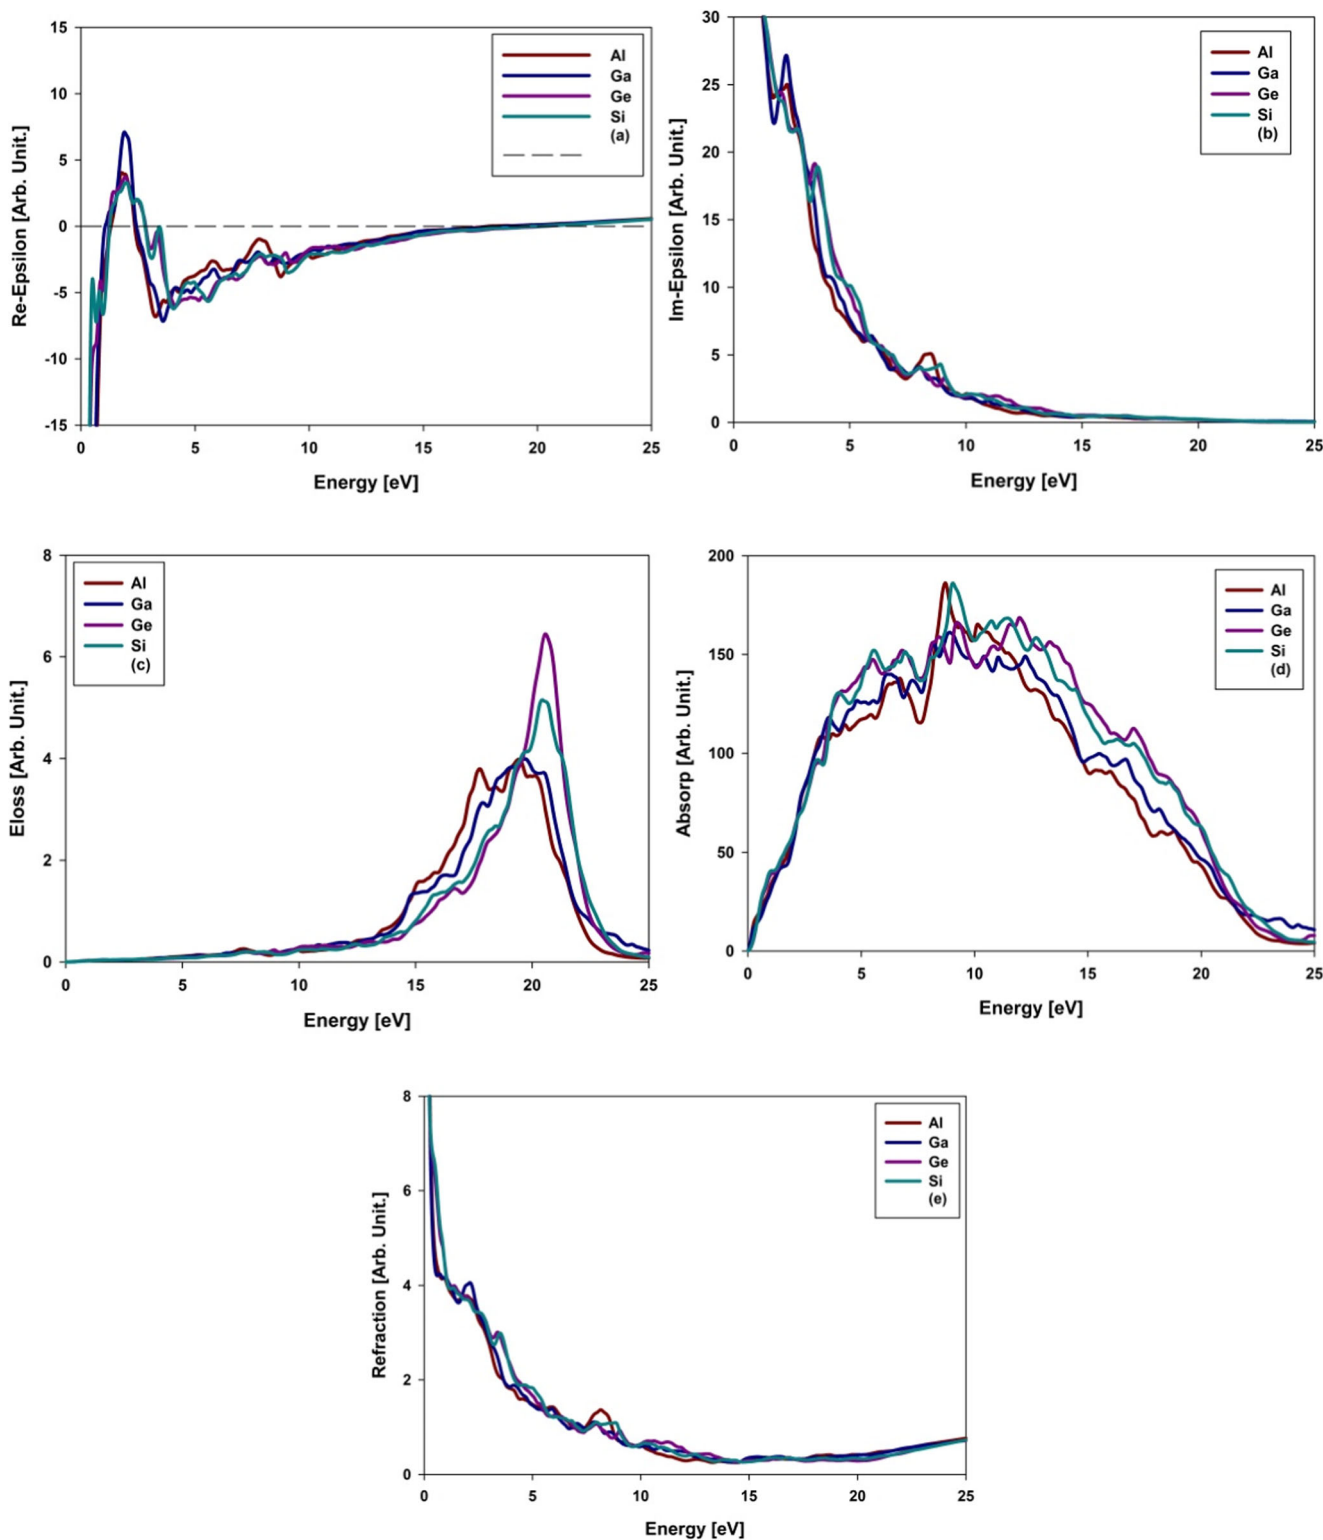 15
10
5
0
-5
-10
-15
0 5 10 15 20 25
Re-Epsilon [Arb. Unit.]
Energy [eV]
Al
Ga
Ge
Si
(a)
30
25
20
15
10
5
0
0 5 10 15 20 25
Im-Epsilon [Arb. Unit.]
Energy [eV]
Al
Ga
Ge
Si
(b)
8
6
4
2
0
0 5 10 15 20 25
Eloss [Arb. Unit.]
Energy [eV]
Al
Ga
Ge
Si
(c)
200
150
100
50
0
0 5 10 15 20 25
Absorp [Arb. Unit.]
Energy [eV]
Al
Ga
Ge
Si
(d)
8
6
4
2
0
0 5 10 15 20 25
Refraction [Arb. Unit.]
Energy [eV]
Al
Ga
Ge
Si
(e)